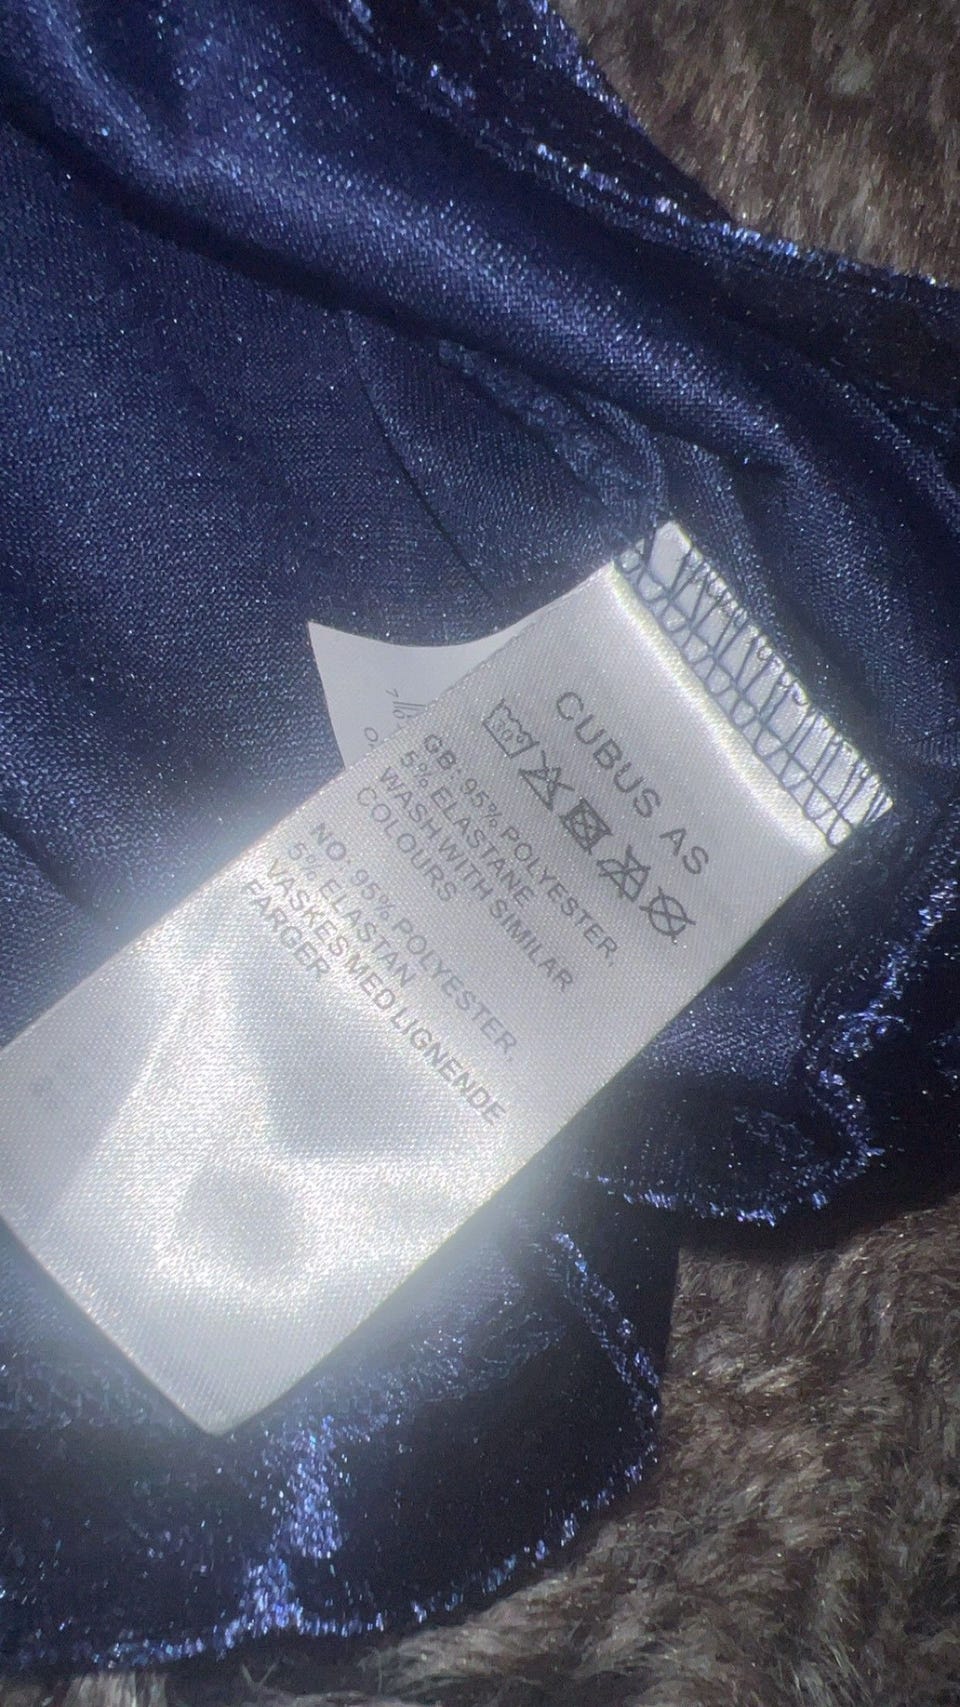 CUBUS AS
30
GB: 95% POLYESTER,
5% ELASTANE
WASH WITH SIMILAR
COLOURS
NO: 95% POLYESTER
5% ELASTAN
VASKES MED LIGNENDE
FARGER